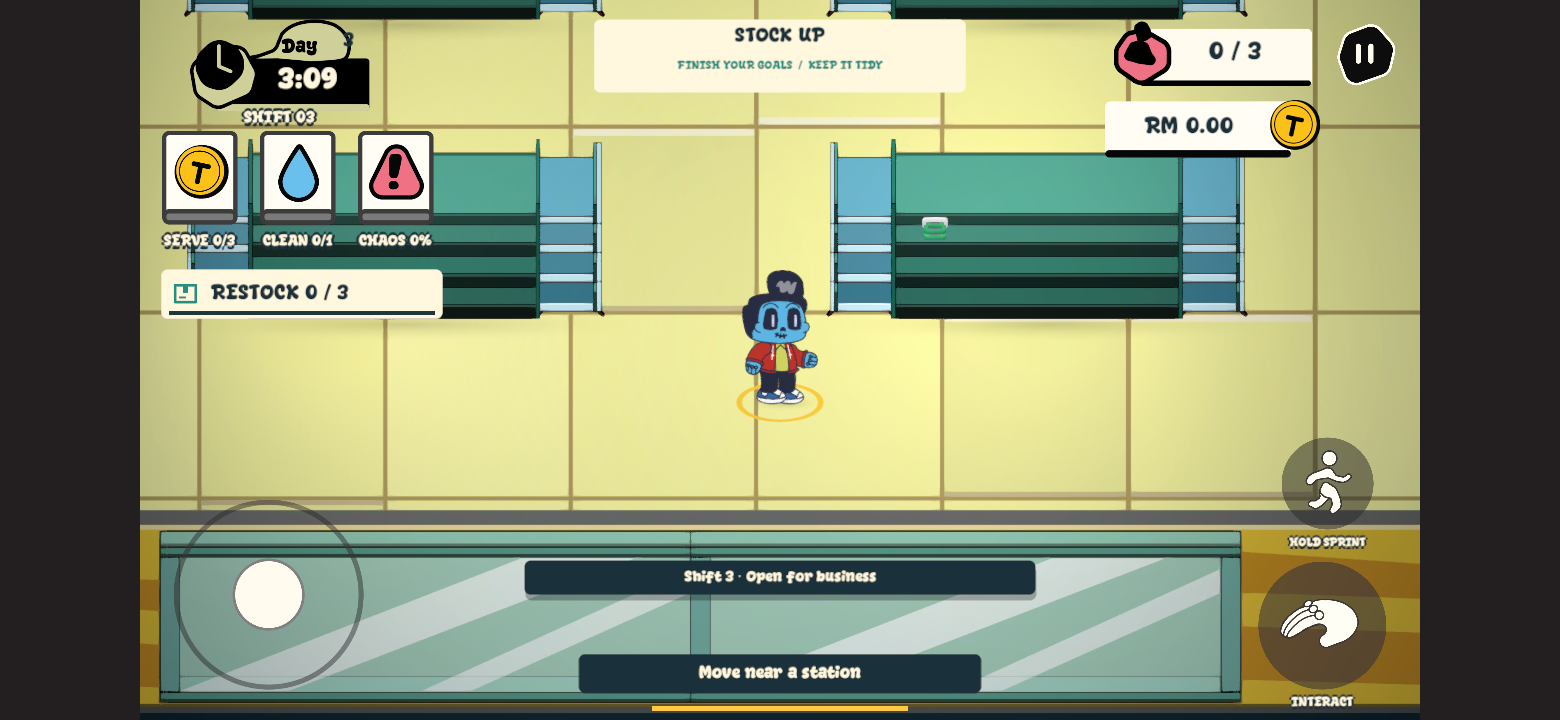 Day 3
3:09
SHIFT 03
STOCK UP
FINISH YOUR GOALS / KEEP IT TIDY
0 / 3
RM 0.00
T
T
SERVE 0/3
CLEAN 0/1
CHAOS 0%
RESTOCK 0 / 3
W
HOLD SPRINT
Shift 3 · Open for business
Move near a station
INTERACT